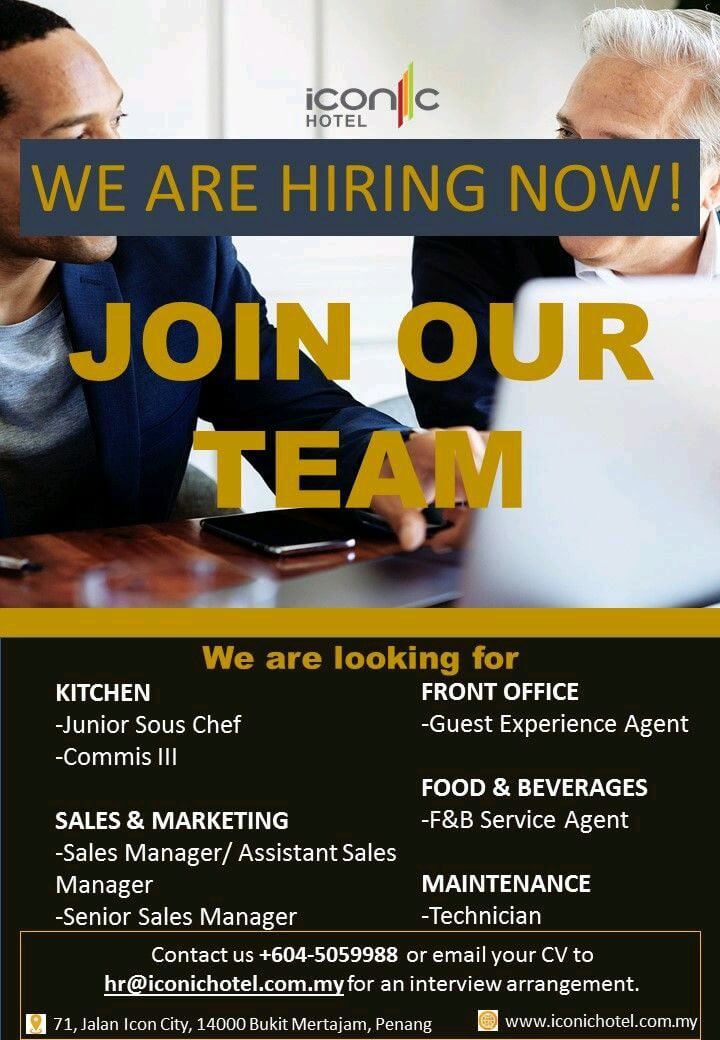 iconic
HOTEL
WE ARE HIRING NOW!
JOIN OUR
TEAM
We are looking for
KITCHEN
-Junior Sous Chef
-Commis III
SALES & MARKETING
-Sales Manager/ Assistant Sales
Manager
-Senior Sales Manager
FRONT OFFICE
-Guest Experience Agent
FOOD & BEVERAGES
-F&B Service Agent
MAINTENANCE
-Technician
Contact us +604-5059988 or email your CV to
hr@iconichotel.com.my for an interview arrangement.
71, Jalan Icon City, 14000 Bukit Mertajam, Penang
www.iconichotel.com.my